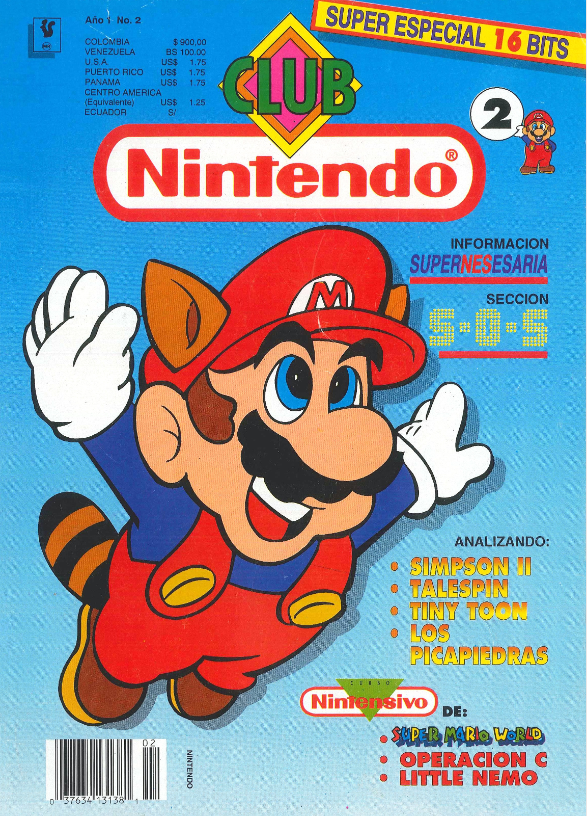 Año 1 No. 2
COLOMBIA $ 900,00
VENEZUELA BS 100.00
U.S.A. US$ 1.75
PUERTO RICO US$ 1.75
PANAMA US$ 1.75
CENTRO AMERICA
(Equivalente) US$ 1.25
ECUADOR S/.
SUPER ESPECIAL 16 BITS
CLUB
Nintendo®
2
INFORMACION
SUPERNESESARIA
SECCION
S·O·S
M
ANALIZANDO:
• SIMPSON II
• TALESPIN
• TINY TOON
• LOS
PICAPIEDRAS
CURSO
Nintensivo
DE:
• SUPER MARIO WORLD
• OPERACION C
• LITTLE NEMO
02
0 37634 13138 1
NINTENDO